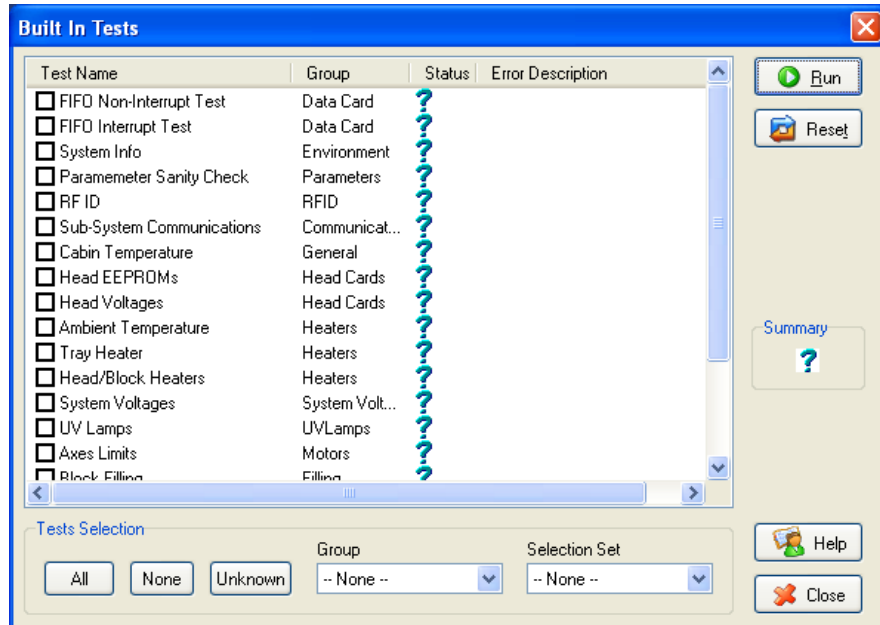 Built In Tests
Test Name Group Status Error Description
FIFO Non-Interrupt Test Data Card ?
FIFO Interrupt Test Data Card ?
System Info Environment ?
Paramemeter Sanity Check Parameters ?
RF ID RFID ?
Sub-System Communications Communicat... ?
Cabin Temperature General ?
Head EEPROMs Head Cards ?
Head Voltages Head Cards ?
Ambient Temperature Heaters ?
Tray Heater Heaters ?
Head/Block Heaters Heaters ?
System Voltages System Volt... ?
UV Lamps UVLamps ?
Axes Limits Motors ?
Block Filling Filling ?
Run
Reset
Summary
?
Tests Selection
All None Unknown
Group
-- None --
Selection Set
-- None --
Help
Close